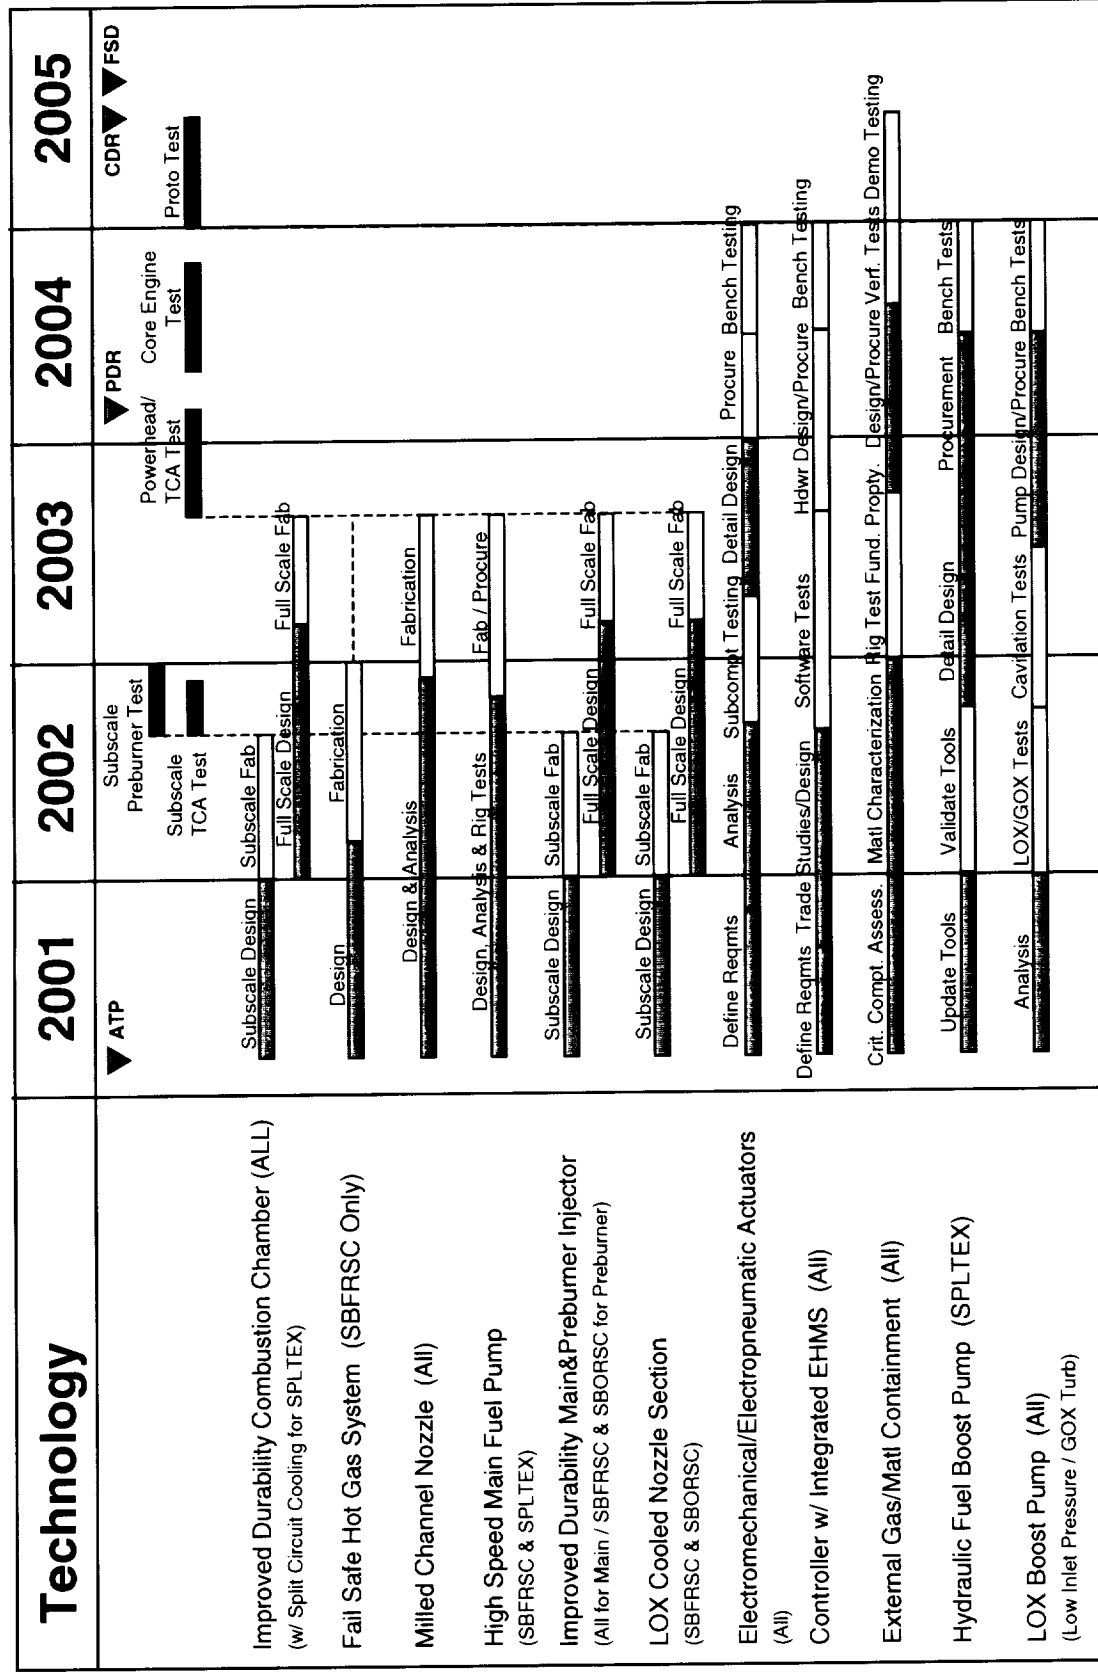 Technology 2001 2002 2003 2004 2005
ATP PDR CDR FSD
Subscale
Preburner Test
Subscale
TCA Test
Powerhead/
TCA Test
Core Engine
Test
Proto Test
Improved Durability Combustion Chamber (ALL)
(w/ Split Circuit Cooling for SPLTEX)
Subscale Design Subscale Fab
Full Scale Design Full Scale Fab
Fail Safe Hot Gas System (SBFRSC Only)
Design Fabrication
Milled Channel Nozzle (All)
Design & Analysis Fabrication
High Speed Main Fuel Pump
(SBFRSC & SPLTEX)
Design, Analysis & Rig Tests Fab / Procure
Improved Durability Main&Preburner Injector
(All for Main / SBFRSC & SBORSC for Preburner)
Subscale Design Subscale Fab
Full Scale Design Full Scale Fab
LOX Cooled Nozzle Section
(SBFRSC & SBORSC)
Subscale Design Subscale Fab
Full Scale Design Full Scale Fab
Electromechanical/Electropneumatic Actuators
(All)
Define Reqmts Analysis Subcompt Testing Detail Design Procure Bench Testing
Controller w/ Integrated EHMS (All)
Define Reqmts Trade Studies/Design Software Tests Hdwr Design/Procure Bench Testing
External Gas/Matl Containment (All)
Crit. Compt. Assess. Matl Characterization Rig Test Fund. Propty. Design/Procure Verf. Tests Demo Testing
Hydraulic Fuel Boost Pump (SPLTEX)
Update Tools Validate Tools Detail Design Procurement Bench Tests
LOX Boost Pump (All)
(Low Inlet Pressure / GOX Turb)
Analysis LOX/GOX Tests Cavitation Tests Pump Design/Procure Bench Tests